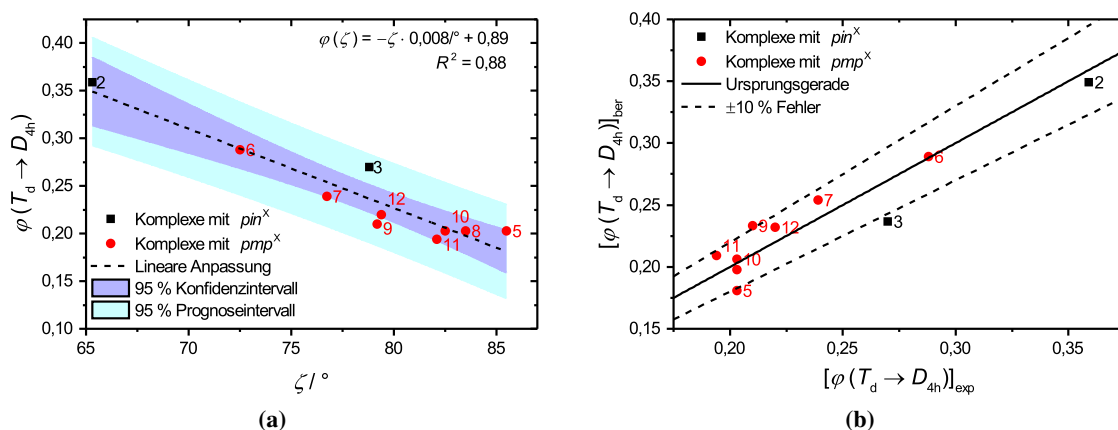 φ (ζ) = −ζ · 0,008/° + 0,89
R² = 0,88
φ (T_d → D_4h)
0,40
0,35
0,30
0,25
0,20
0,15
0,10
2
6
3
7
12
9
10
11
8
5
Komplexe mit pin^X
Komplexe mit pmp^X
Lineare Anpassung
95 % Konfidenzintervall
95 % Prognoseintervall
65 70 75 80 85
ζ / °
(a)
[φ (T_d → D_4h)]_ber
0,40
0,35
0,30
0,25
0,20
0,15
Komplexe mit pin^X
Komplexe mit pmp^X
Ursprungsgerade
±10 % Fehler
2
6
7
3
9
12
11
10
5
0,20 0,25 0,30 0,35
[φ (T_d → D_4h)]_exp
(b)